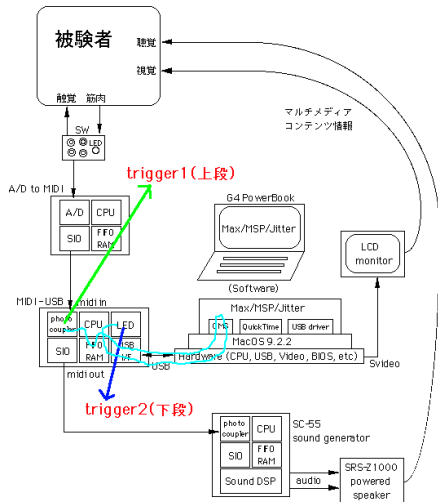 被験者
聴覚
視覚
触覚 筋肉
SW
LED
マルチメディア
コンテンツ情報
A/D to MIDI
trigger1(上段)
A/D CPU
SIO FIFO
RAM
G4 PowerBook
Max/MSP/Jitter
(Software)
LCD
monitor
MIDI-USB midi in
photo
coupler CPU LED
SIO FIFO
RAM USB
I/F
midi out
USB
Max/MSP/Jitter
OMS QuickTime USB driver
MacOS 9.2.2
Hardware (CPU, USB, Video, BIOS, etc)
Svideo
trigger2(下段)
photo
coupler CPU
SIO FIFO
RAM
Sound DSP
SC-55
sound generator
audio
SRS-Z1000
powered
speaker